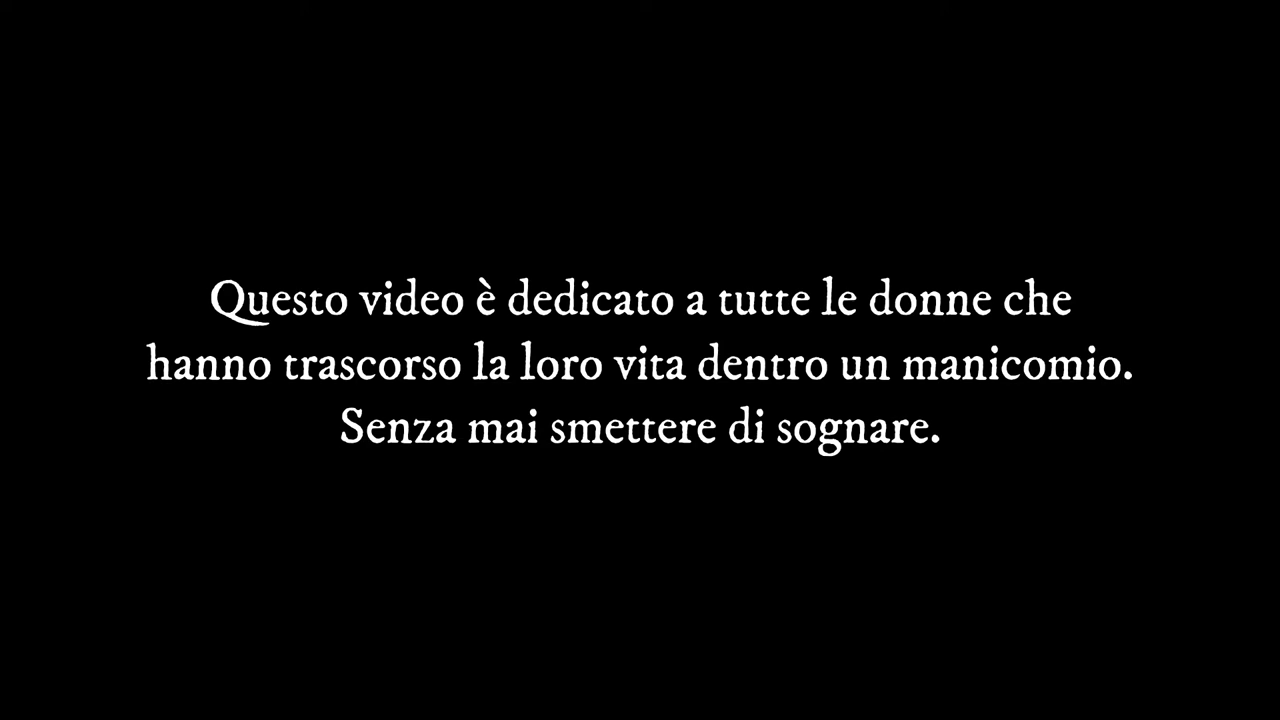 Questo video è dedicato a tutte le donne che
hanno trascorso la loro vita dentro un manicomio.
Senza mai smettere di sognare.